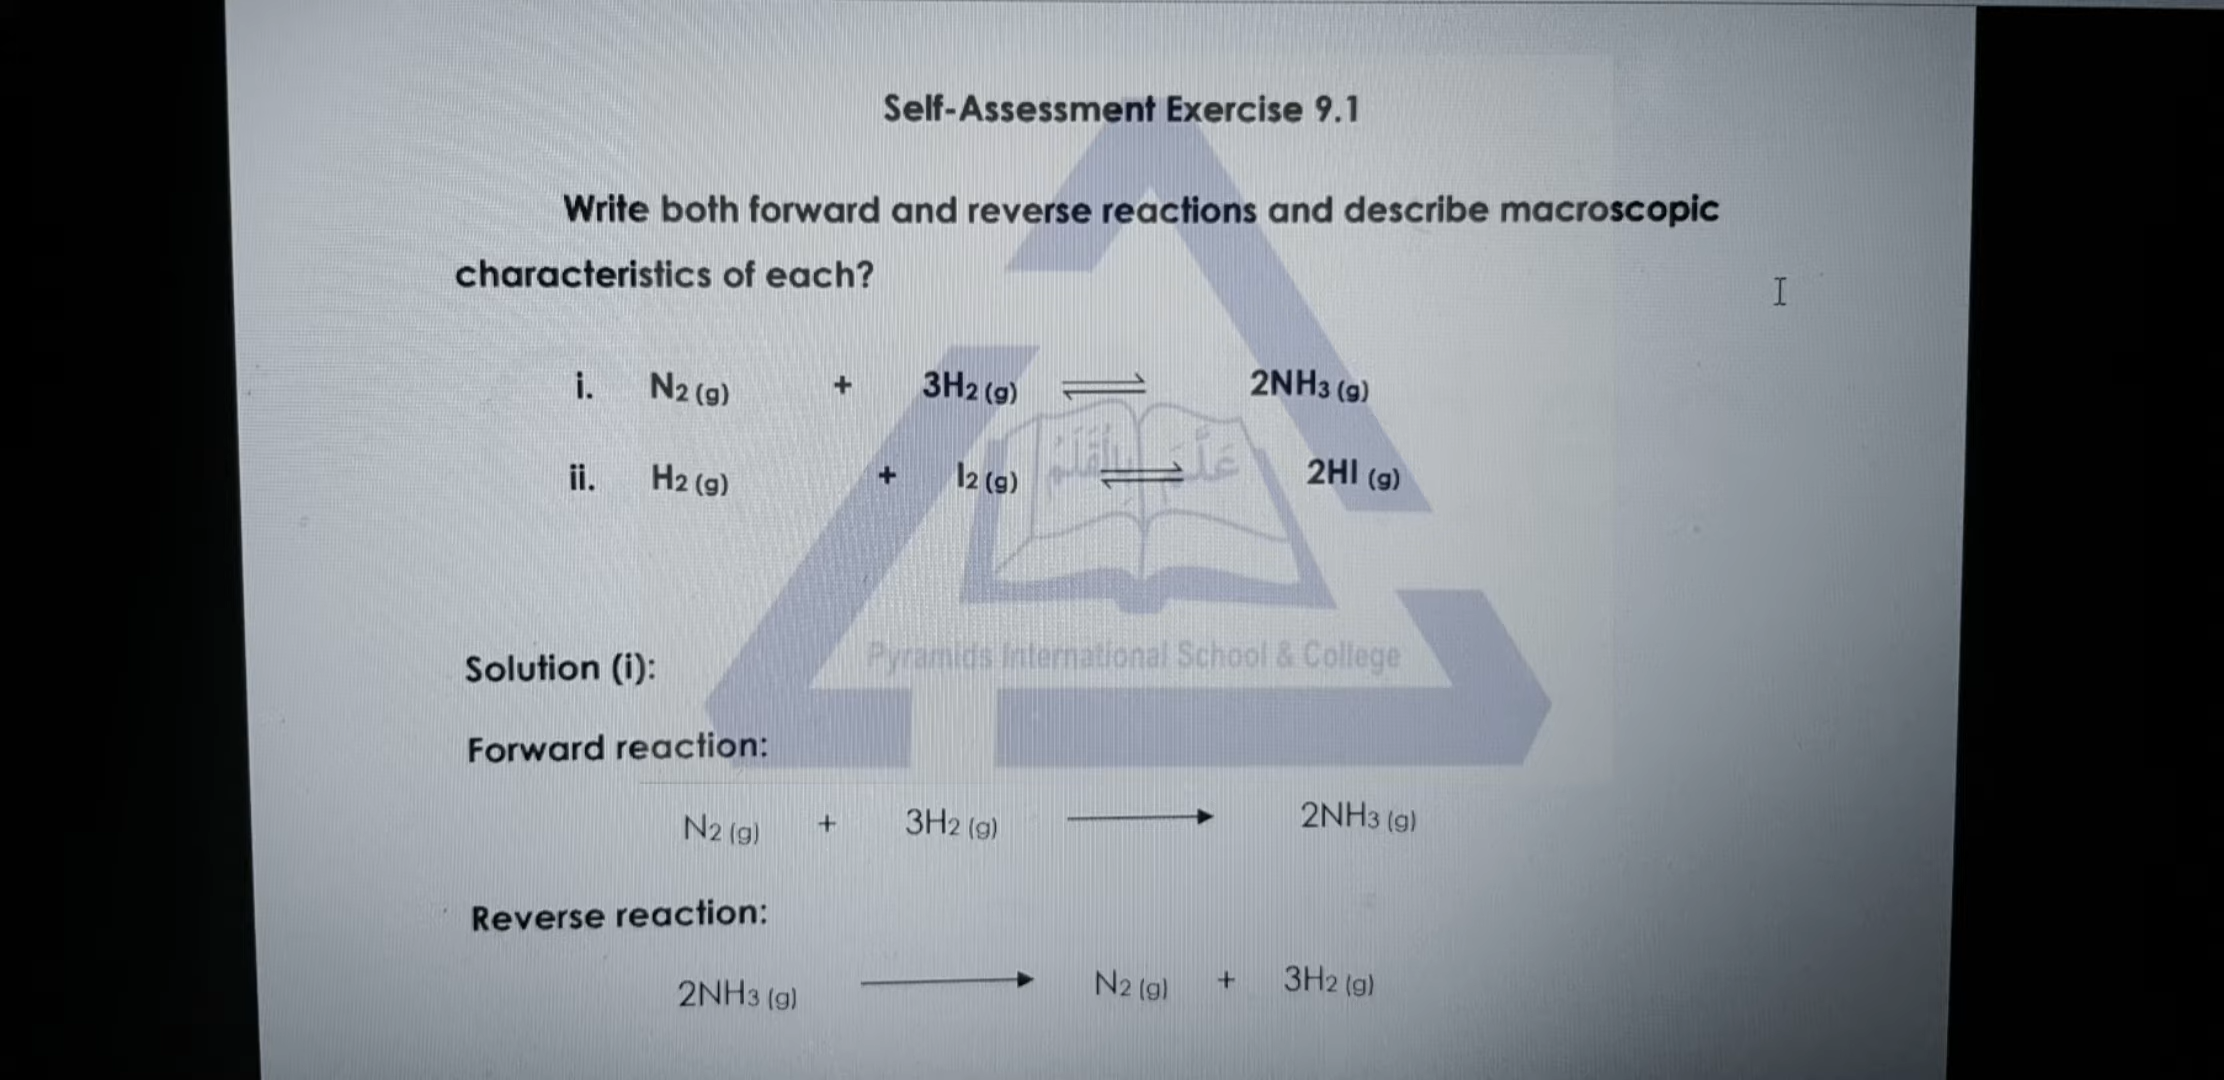 Self-Assessment Exercise 9.1
Write both forward and reverse reactions and describe macroscopic
characteristics of each?
i. N2 (g) + 3H2 (g) ⇌ 2NH3 (g)
ii. H2 (g) + I2 (g) ⇌ 2HI (g)
عَلَّمَ بِالْقَلَمِ
Pyramids International School & College
Solution (i):
Forward reaction:
N2 (g) + 3H2 (g) → 2NH3 (g)
Reverse reaction:
2NH3 (g) → N2 (g) + 3H2 (g)